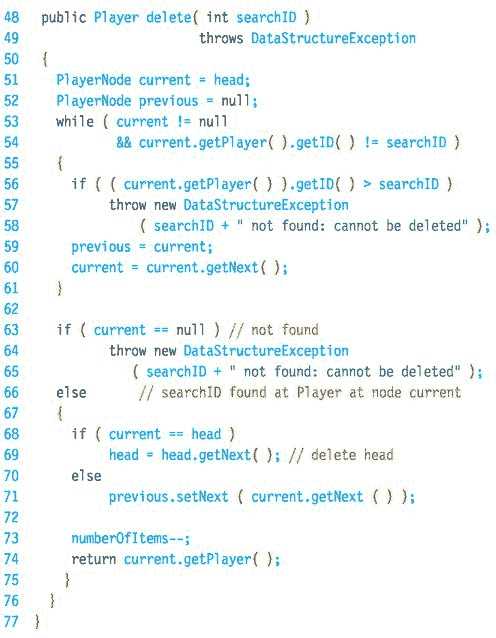 48 public Player delete( int searchID )
49 throws DataStructureException
50 {
51 PlayerNode current = head;
52 PlayerNode previous = null;
53 while ( current != null
54 && current.getPlayer( ).getID( ) != searchID )
55 {
56 if ( ( current.getPlayer( ) ).getID( ) > searchID )
57 throw new DataStructureException
58 ( searchID + " not found: cannot be deleted" );
59 previous = current;
60 current = current.getNext( );
61 }
62
63 if ( current == null ) // not found
64 throw new DataStructureException
65 ( searchID + " not found: cannot be deleted" );
66 else // searchID found at Player at node current
67 {
68 if ( current == head )
69 head = head.getNext( ); // delete head
70 else
71 previous.setNext ( current.getNext ( ) );
72
73 numberOfItems--;
74 return current.getPlayer( );
75 }
76 }
77 }